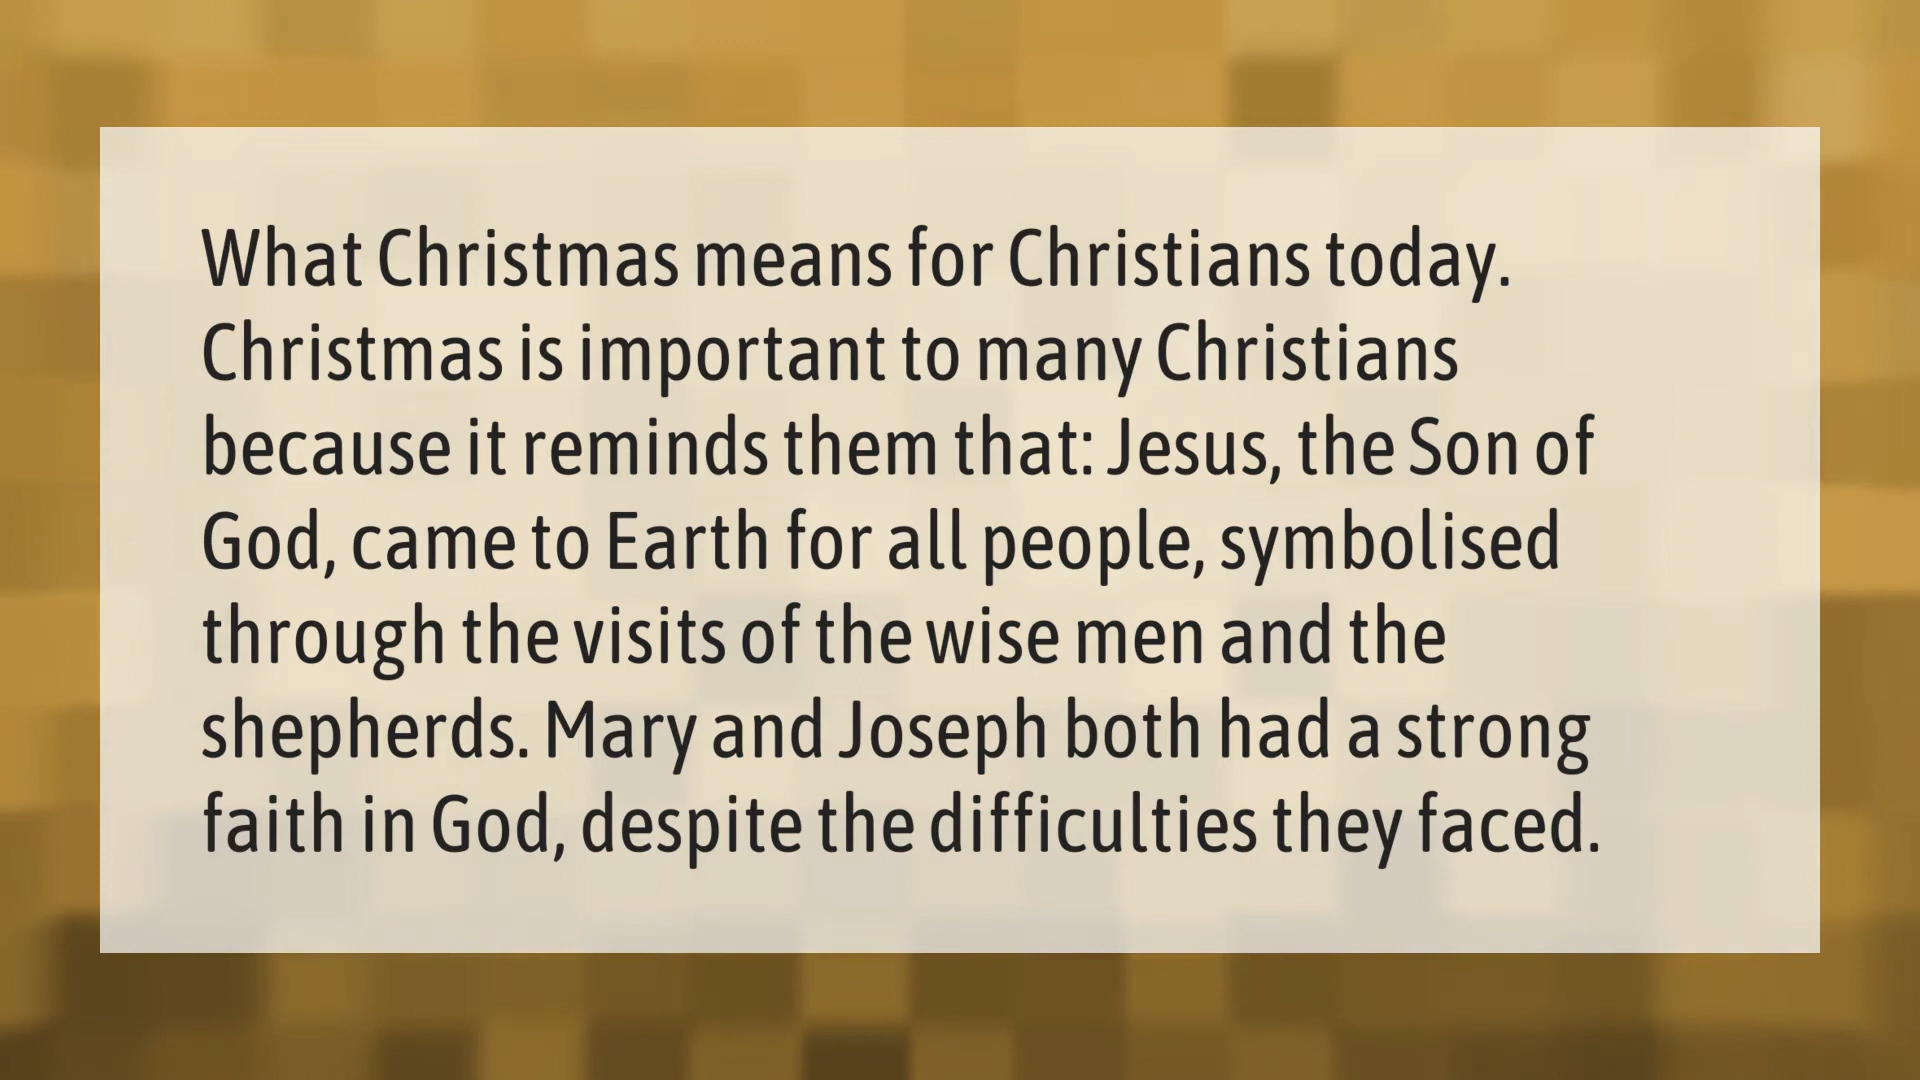 What Christmas means for Christians today.
Christmas is important to many Christians
because it reminds them that: Jesus, the Son of
God, came to Earth for all people, symbolised
through the visits of the wise men and the
shepherds. Mary and Joseph both had a strong
faith in God, despite the difficulties they faced.